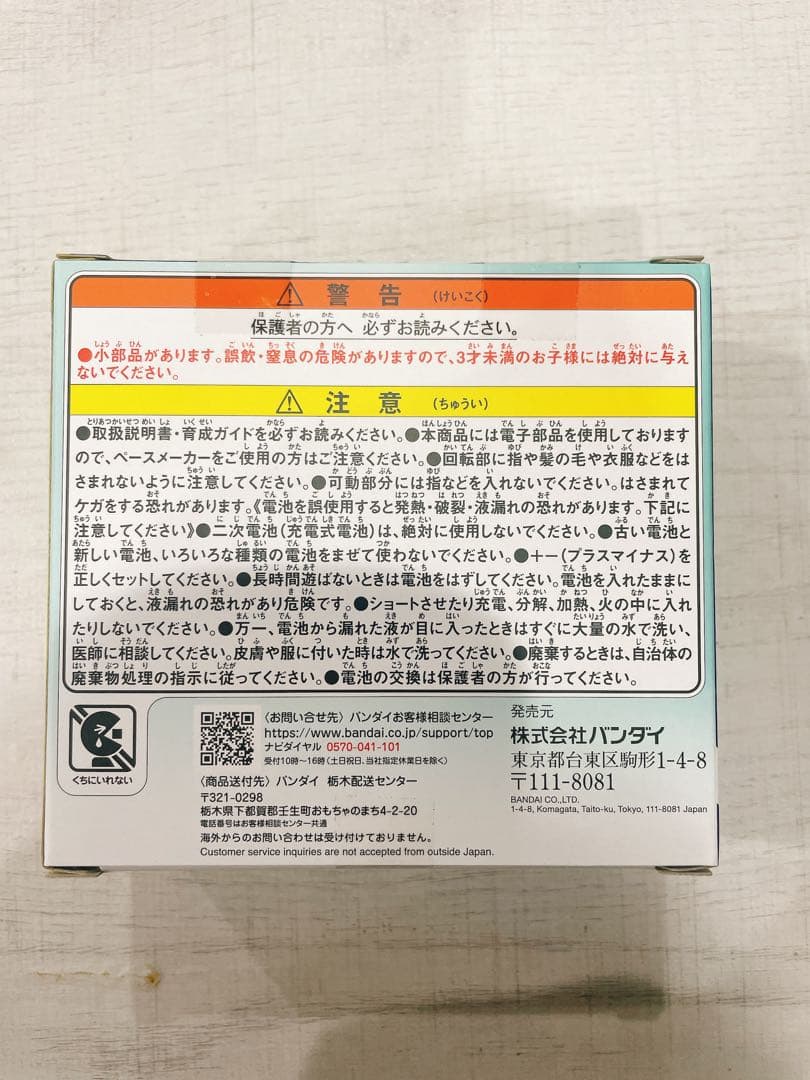 ⚠ 警告 (けいこく)
保護者の方へ 必ずお読みください。
●小部品があります。誤飲・窒息の危険がありますので、3才未満のお子様には絶対に与え
ないでください。
⚠ 注意 (ちゅうい)
●取扱説明書・育成ガイドを必ずお読みください。●本商品には電子部品を使用しております
ので、ペースメーカーをご使用の方はご注意ください。●回転部に指や髪の毛や衣服などをは
さまれないように注意してください。●可動部分には指などを入れないでください。はさまれて
ケガをする恐れがあります。《電池を誤使用すると発熱・破裂・液漏れの恐れがあります。下記に
注意してください》●二次電池(充電式電池)は、絶対に使用しないでください。●古い電池と
新しい電池、いろいろな種類の電池をまぜて使わないでください。●＋－(プラスマイナス)を
正しくセットしてください。●長時間遊ばないときは電池をはずしてください。電池を入れたままに
しておくと、液漏れの恐れがあり危険です。●ショートさせたり充電、分解、加熱、火の中に入れ
たりしないでください。●万一、電池から漏れた液が目に入ったときはすぐに大量の水で洗い、
医師に相談してください。皮膚や服に付いた時は水で洗ってください。●廃棄するときは、自治体の
廃棄物処理の指示に従ってください。●電池の交換は保護者の方が行ってください。
くちにいれない
〈お問い合せ先〉バンダイお客様相談センター
https://www.bandai.co.jp/support/top
ナビダイヤル 0570-041-101
受付10時〜16時(土日祝日、当社指定休業日を除く)
〈商品送付先〉バンダイ 栃木配送センター
〒321-0298
栃木県下都賀郡壬生町おもちゃのまち4-2-20
電話番号はお客様相談センター共通
海外からのお問い合わせは受け付けておりません。
Customer service inquiries are not accepted from outside Japan.
発売元
株式会社バンダイ
東京都台東区駒形1-4-8
〒111-8081
BANDAI CO.,LTD.
1-4-8, Komagata, Taito-ku, Tokyo, 111-8081 Japan